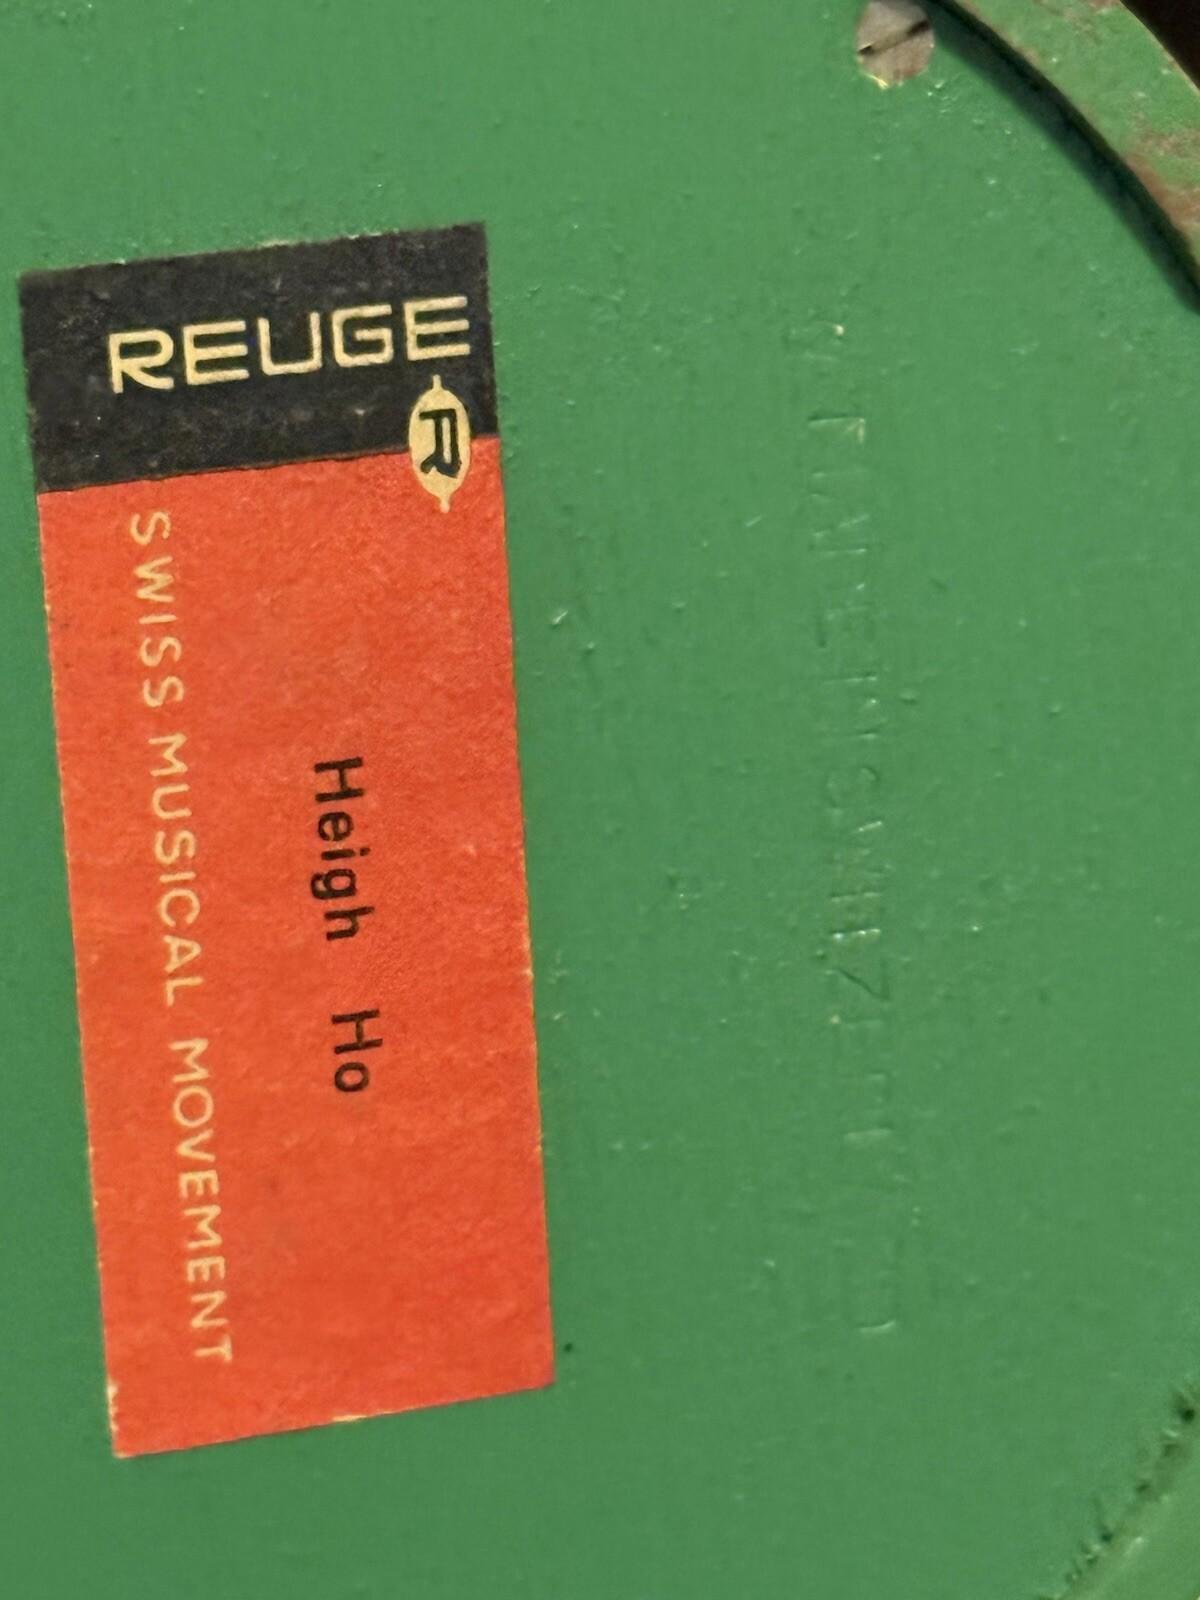 REUGE
R
SWISS MUSICAL MOVEMENT
Heigh Ho